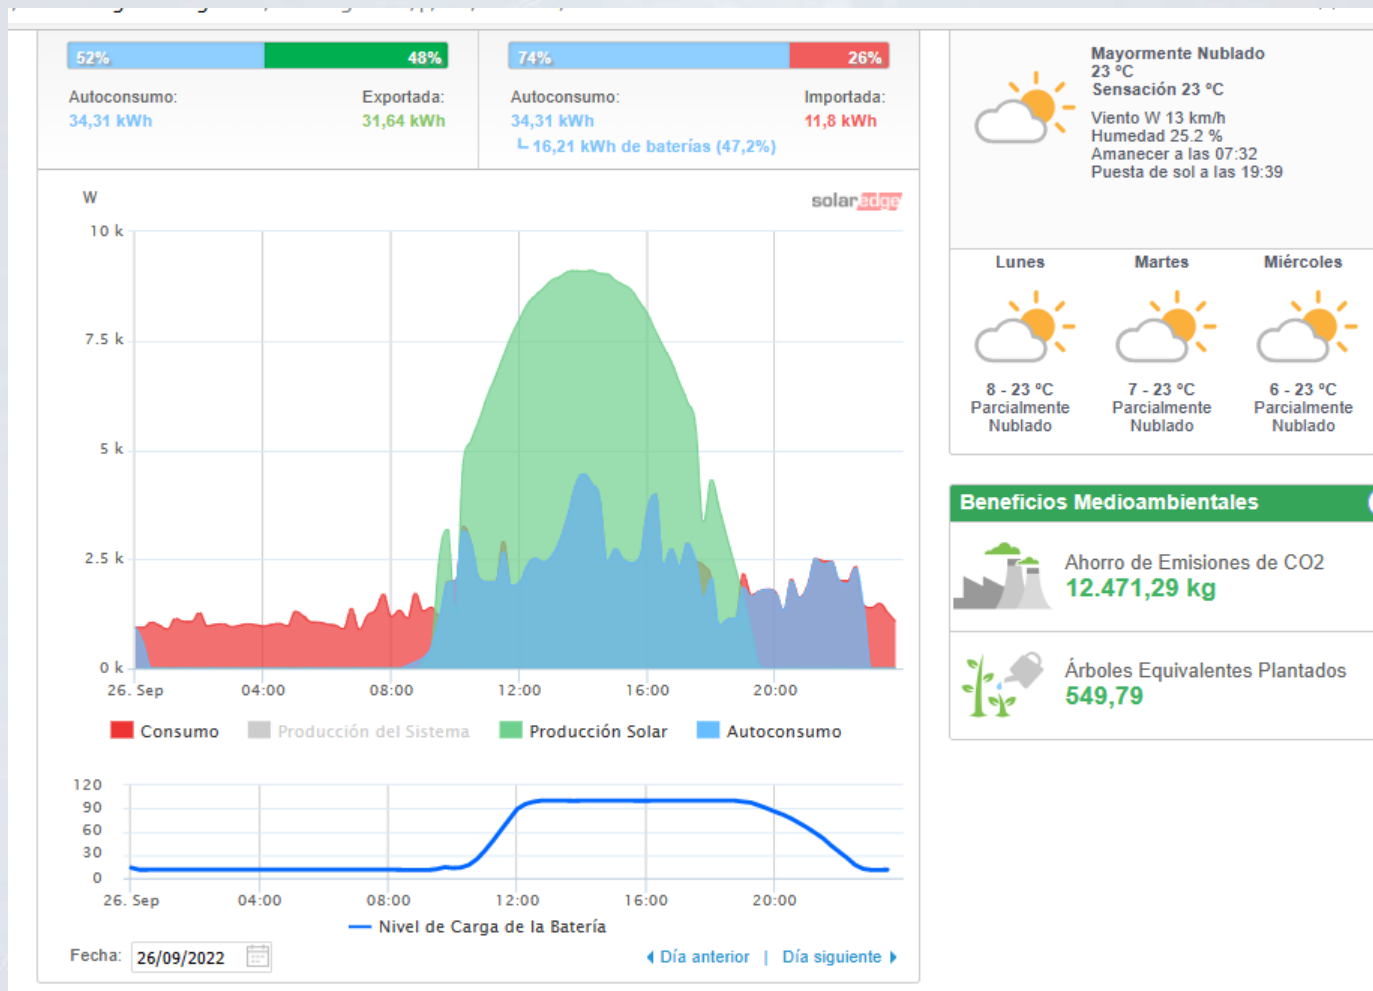 52%
48%
74%
26%
Autoconsumo:
Exportada:
Autoconsumo:
Importada:
34,31 kWh
31,64 kWh
34,31 kWh
11,8 kWh
16,21 kWh de baterías (47,2%)
W
solaredge
10 k
7.5 k
5 k
2.5 k
0 k
26. Sep
04:00
08:00
12:00
16:00
20:00
Consumo
Producción del Sistema
Producción Solar
Autoconsumo
120
90
60
30
0
26. Sep
04:00
08:00
12:00
16:00
20:00
Nivel de Carga de la Batería
Fecha:
26/09/2022
Día anterior | Día siguiente
Mayormente Nublado
23 ºC
Sensación 23 ºC
Viento W 13 km/h
Humedad 25.2 %
Amanecer a las 07:32
Puesta de sol a las 19:39
Lunes
Martes
Miércoles
8 - 23 ºC
Parcialmente
Nublado
7 - 23 ºC
Parcialmente
Nublado
6 - 23 ºC
Parcialmente
Nublado
Beneficios Medioambientales
Ahorro de Emisiones de CO2
12.471,29 kg
Árboles Equivalentes Plantados
549,79